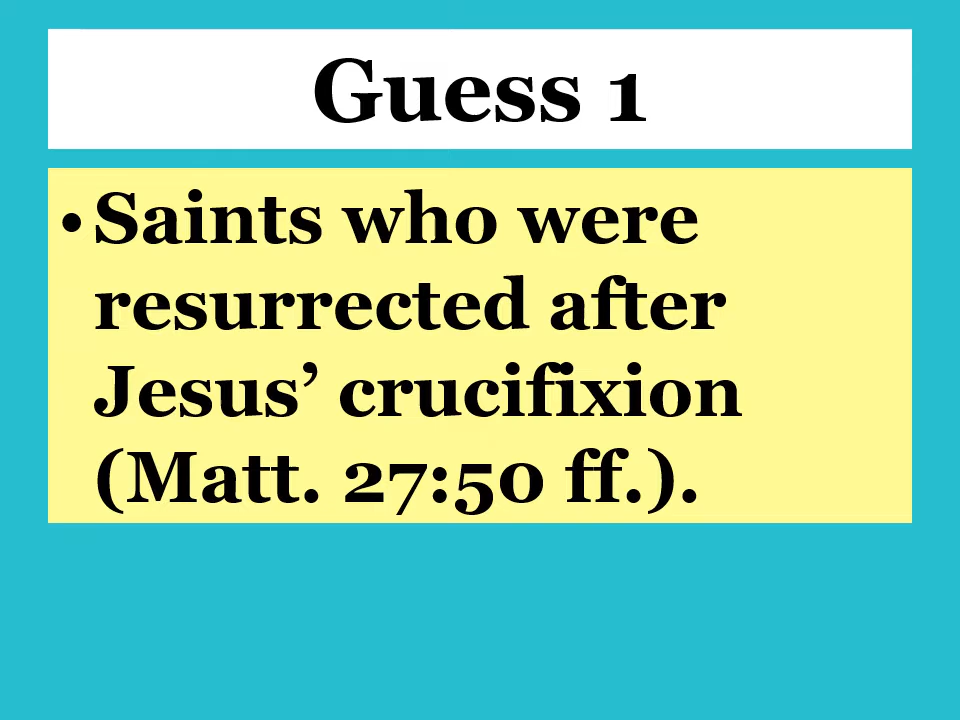 Guess 1
•Saints who were
resurrected after
Jesus’ crucifixion
(Matt. 27:50 ff.).